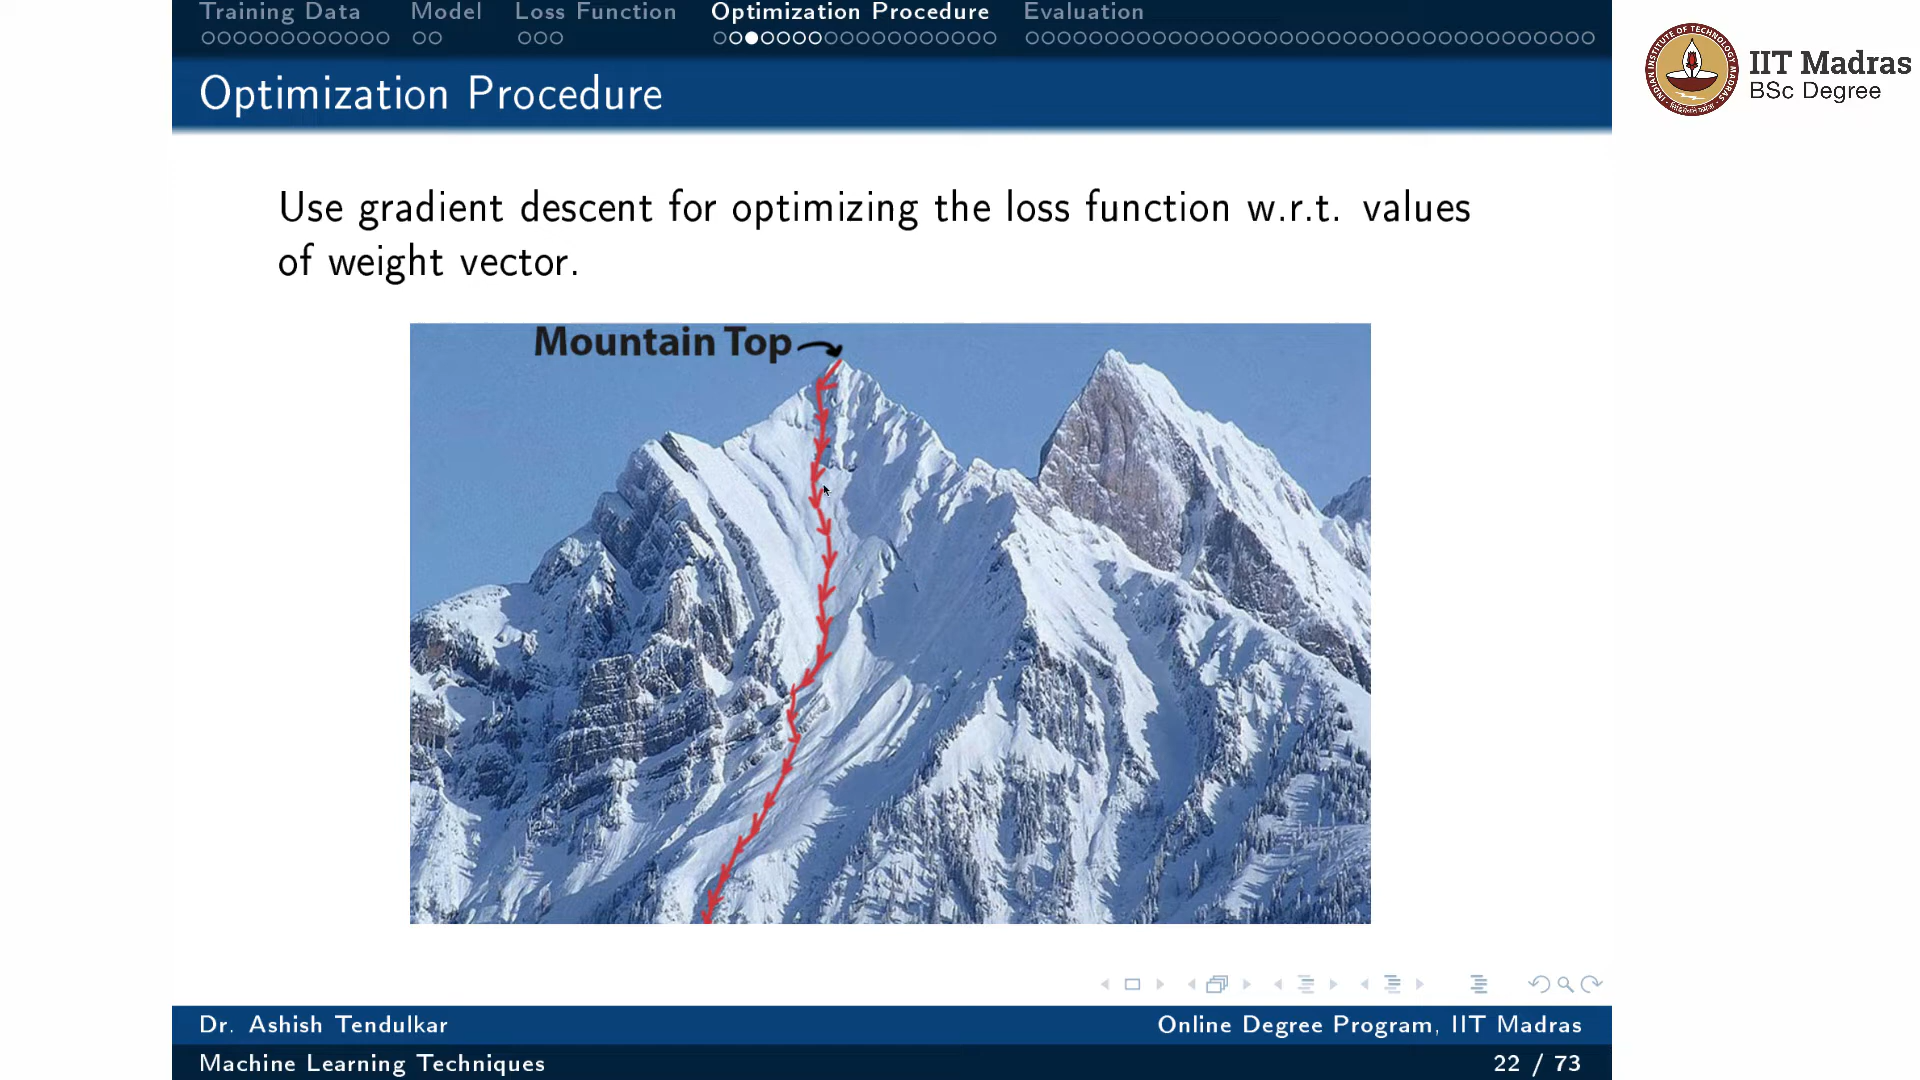 Training Data Model Loss Function Optimization Procedure Evaluation
Optimization Procedure
IIT Madras
BSc Degree
Use gradient descent for optimizing the loss function w.r.t. values
of weight vector.
Mountain Top
Dr. Ashish Tendulkar Online Degree Program, IIT Madras
Machine Learning Techniques 22 / 73